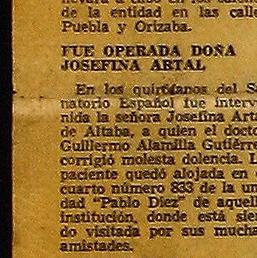 de la entidad en las calle
Puebla y Orizaba.
FUE OPERADA DOÑA
JOSEFINA ARTAL
En los quirófanos del S
natorio Español fue interv
nida la señora Josefina Arta
de Altaba, a quien el docto
Guillermo Alamilla Gutiérre
corrigió molesta dolencia. L
paciente quedó alojada en e
cuarto número 833 de la un
dad "Pablo Díez" de aquell
institución, donde está sien
do visitada por sus mucha
amistades.